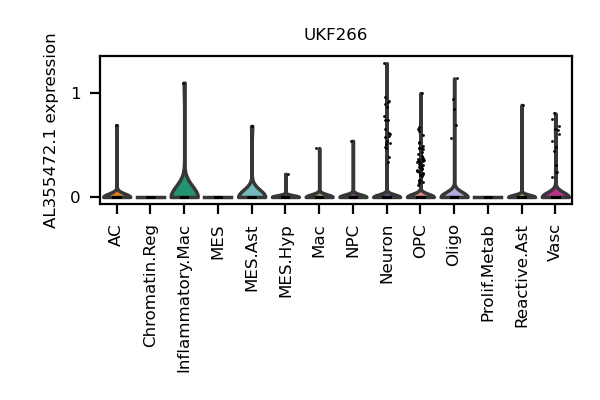 UKF266
AL355472.1 expression
1
0
AC
Chromatin.Reg
Inflammatory.Mac
MES
MES.Ast
MES.Hyp
Mac
NPC
Neuron
OPC
Oligo
Prolif.Metab
Reactive.Ast
Vasc